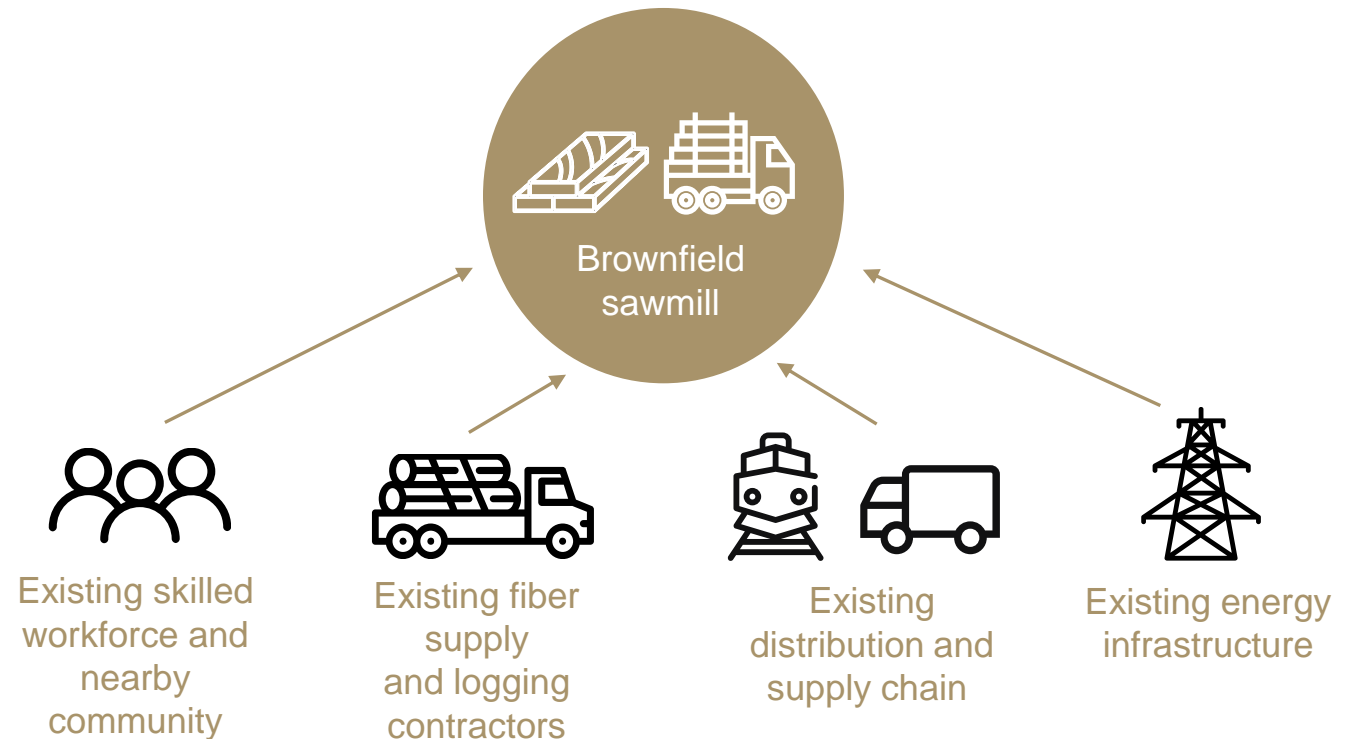 Brownfield
sawmill
Existing skilled
workforce and
nearby
community
Existing fiber
supply
and logging
contractors
Existing
distribution and
supply chain
Existing energy
infrastructure